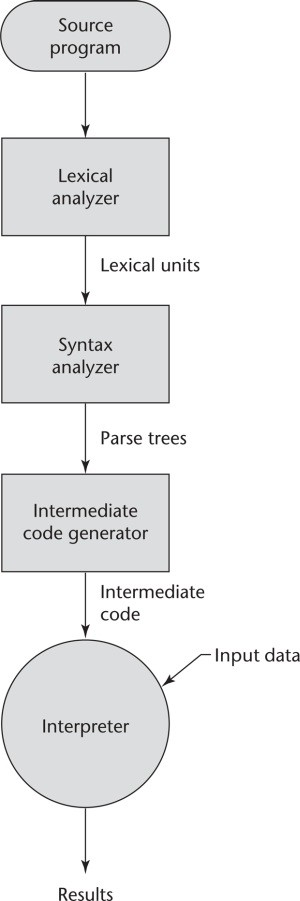 Source
program
Lexical
analyzer
Lexical units
Syntax
analyzer
Parse trees
Intermediate
code generator
Intermediate
code
Input data
Interpreter
Results